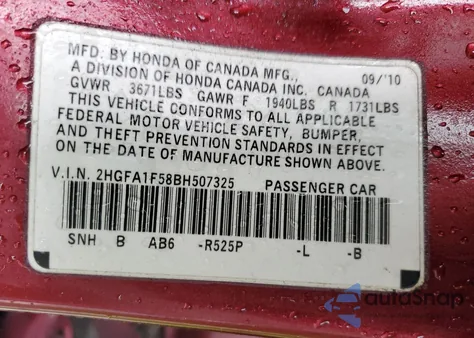 MFD. BY HONDA OF CANADA MFG., 09/'10
A DIVISION OF HONDA CANADA INC. CANADA
GVWR 3671LBS GAWR F 1940LBS R 1731LBS
THIS VEHICLE CONFORMS TO ALL APPLICABLE
FEDERAL MOTOR VEHICLE SAFETY, BUMPER,
AND THEFT PREVENTION STANDARDS IN EFFECT
ON THE DATE OF MANUFACTURE SHOWN ABOVE.
V.I.N. 2HGFA1F58BH507325 PASSENGER CAR
SNH B AB6 -R525P -L -B
autoSnap